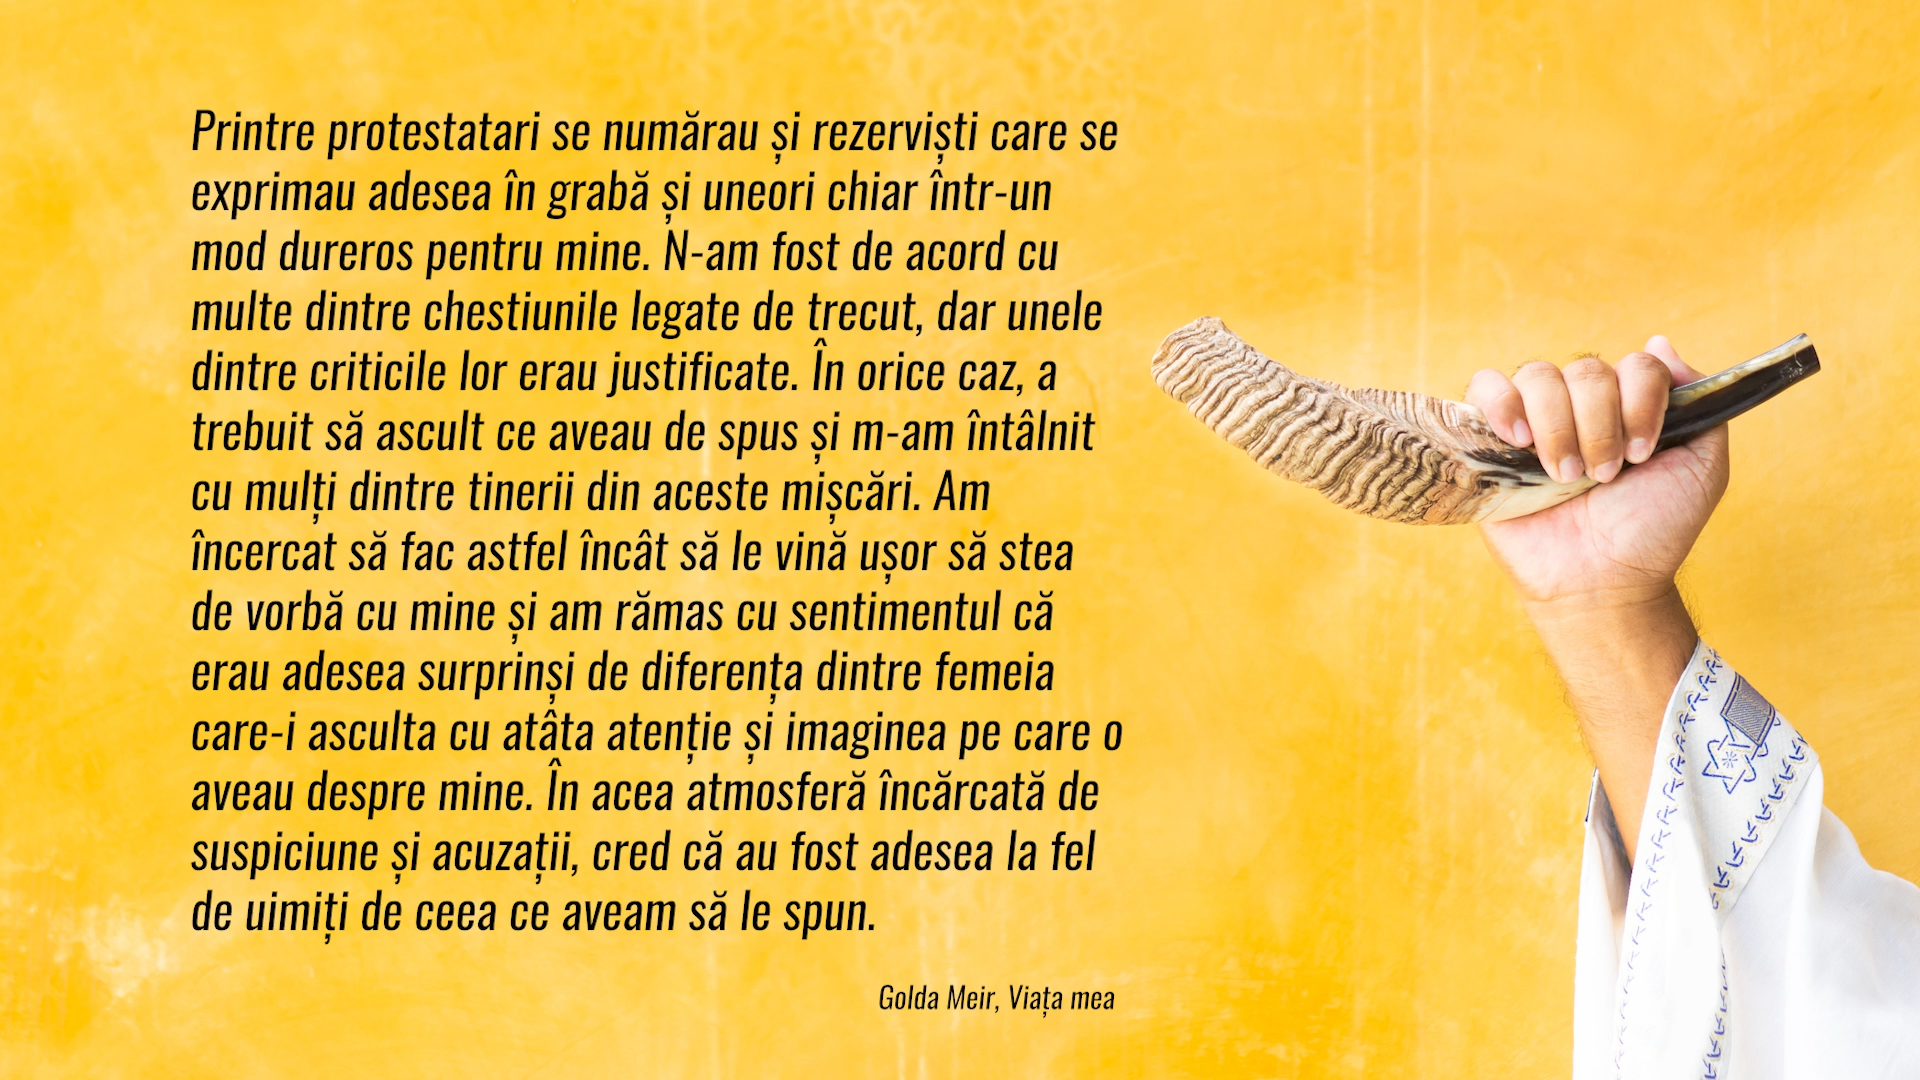 Printre protestatari se numărau și rezerviști care se
exprimau adesea în grabă și uneori chiar într-un
mod dureros pentru mine. N-am fost de acord cu
multe dintre chestiunile legate de trecut, dar unele
dintre criticile lor erau justificate. În orice caz, a
trebuit să ascult ce aveau de spus și m-am întâlnit
cu mulți dintre tinerii din aceste mișcări. Am
încercat să fac astfel încât să le vină ușor să stea
de vorbă cu mine și am rămas cu sentimentul că
erau adesea surprinși de diferența dintre femeia
care-i asculta cu atâta atenție și imaginea pe care o
aveau despre mine. În acea atmosferă încărcată de
suspiciune și acuzații, cred că au fost adesea la fel
de uimiți de ceea ce aveam să le spun.
Golda Meir, Viața mea